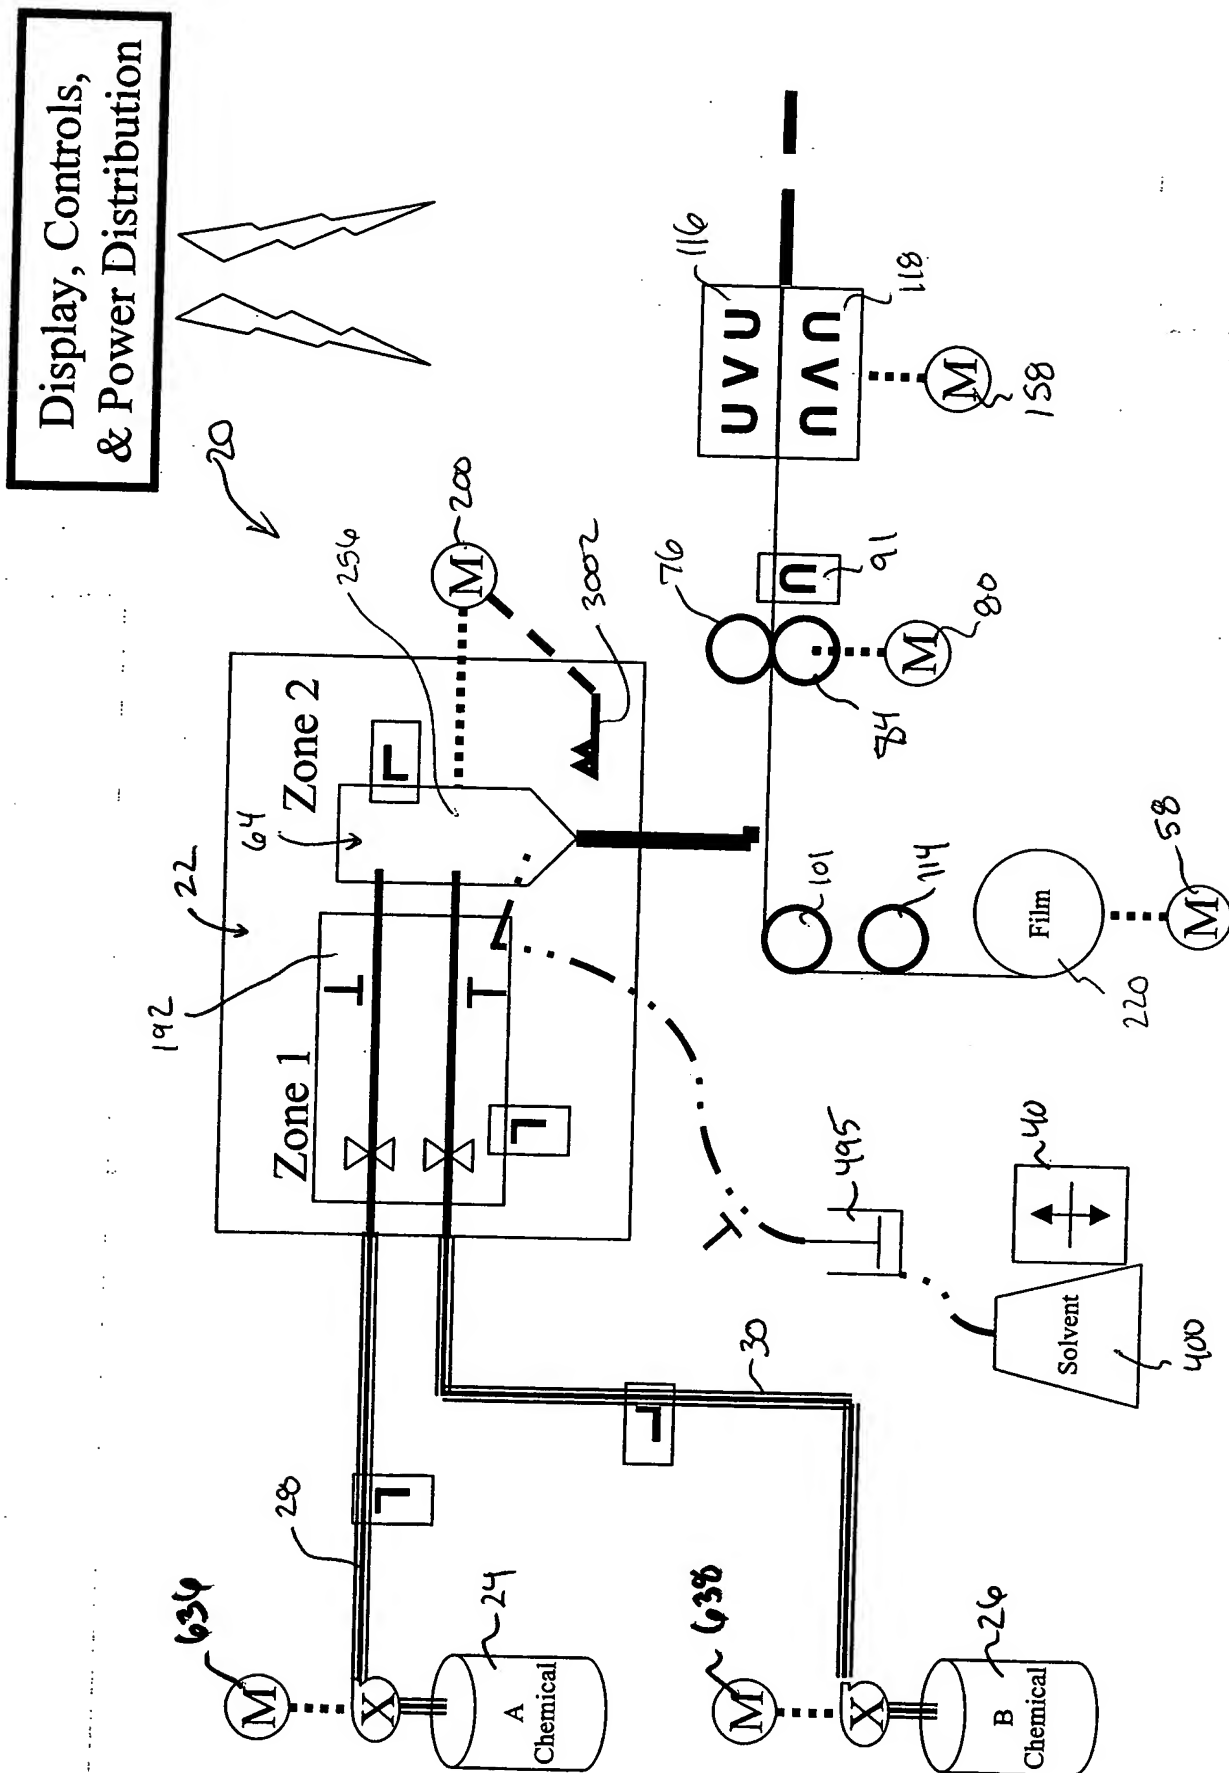 Display, Controls,
& Power Distribution
20
22
192
636
M
28
X
24
A
Chemical
Zone 1
Zone 2
64
256
M
200
L
L
L
T
T
3002
638
M
30
L
X
26
B
Chemical
T
495
40
Solvent
400
76
84
M
80
U
91
U V U
116
U V U
118
M
158
101
114
Film
220
M
58